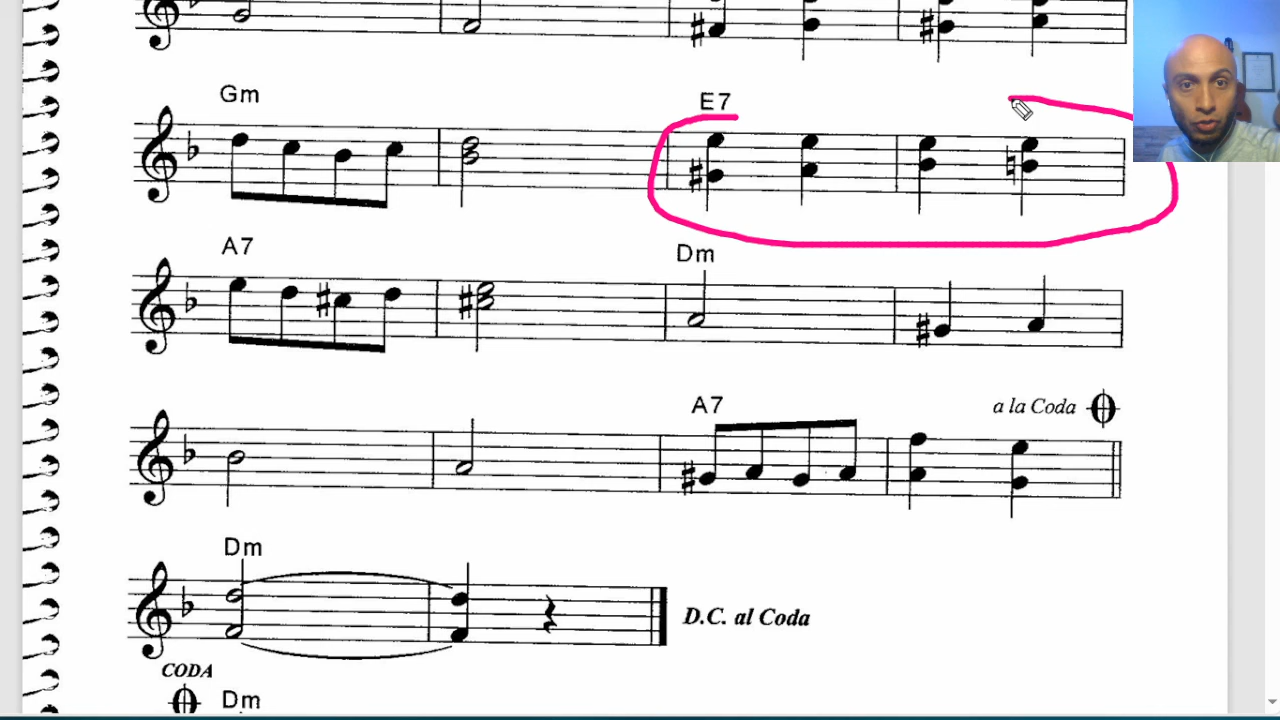 Gm E7
A7 Dm
A7 a la Coda
Dm
D.C. al Coda
CODA
Dm